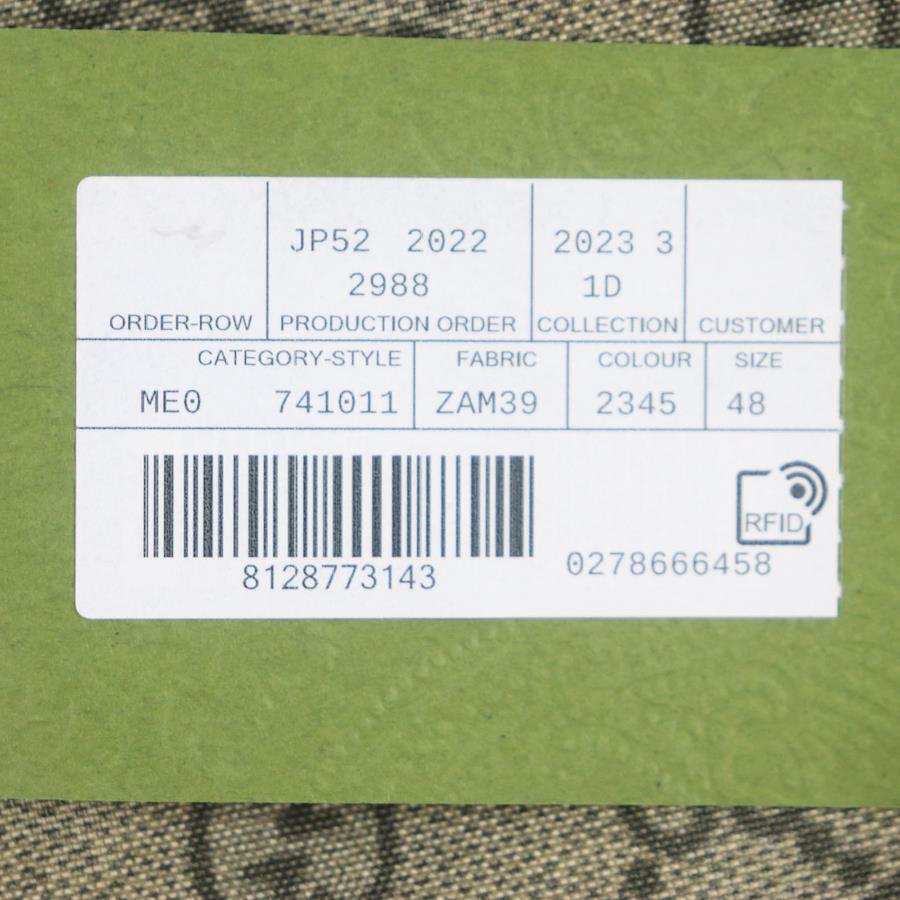 JP52 2022 2023 3
2988 1D
ORDER-ROW PRODUCTION ORDER COLLECTION CUSTOMER
CATEGORY-STYLE FABRIC COLOUR SIZE
ME0 741011 ZAM39 2345 48
RFID
8128773143 0278666458